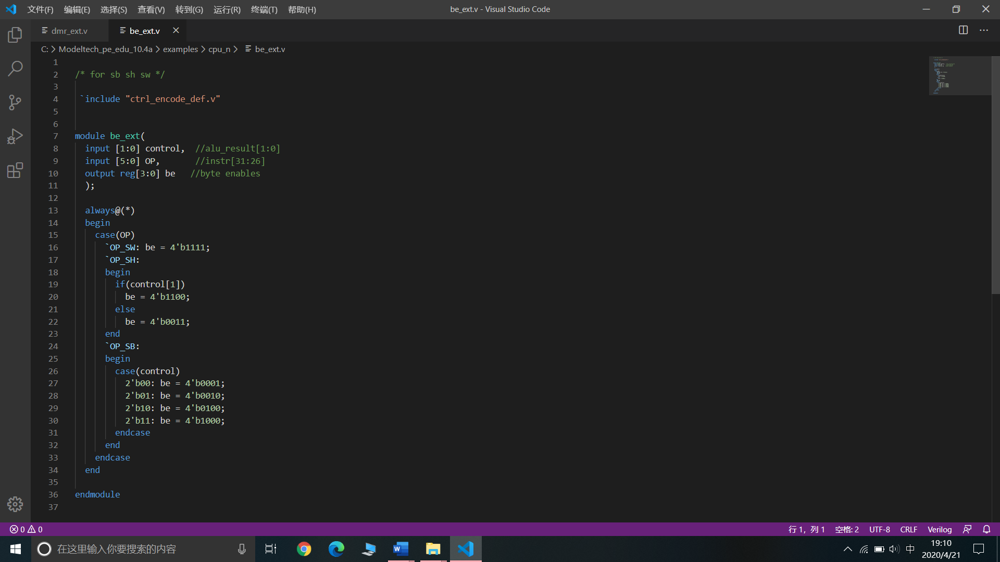 文件(F) 编辑(E) 选择(S) 查看(V) 转到(G) 运行(R) 终端(T) 帮助(H)
be_ext.v - Visual Studio Code
dmr_ext.v
be_ext.v
C: > Modeltech_pe_edu_10.4a > examples > cpu_n > be_ext.v
1
2 /* for sb sh sw */
3
4 `include "ctrl_encode_def.v"
5
6
7 module be_ext(
8 input [1:0] control, //alu_result[1:0]
9 input [5:0] OP, //instr[31:26]
10 output reg[3:0] be //byte enables
11 );
12
13 always@(*)
14 begin
15 case(OP)
16 `OP_SW: be = 4'b1111;
17 `OP_SH:
18 begin
19 if(control[1])
20 be = 4'b1100;
21 else
22 be = 4'b0011;
23 end
24 `OP_SB:
25 begin
26 case(control)
27 2'b00: be = 4'b0001;
28 2'b01: be = 4'b0010;
29 2'b10: be = 4'b0100;
30 2'b11: be = 4'b1000;
31 endcase
32 end
33 endcase
34 end
35
36 endmodule
37
0 0
行 1，列 1 空格: 2 UTF-8 CRLF Verilog
在这里输入你要搜索的内容
中
19:10
2020/4/21